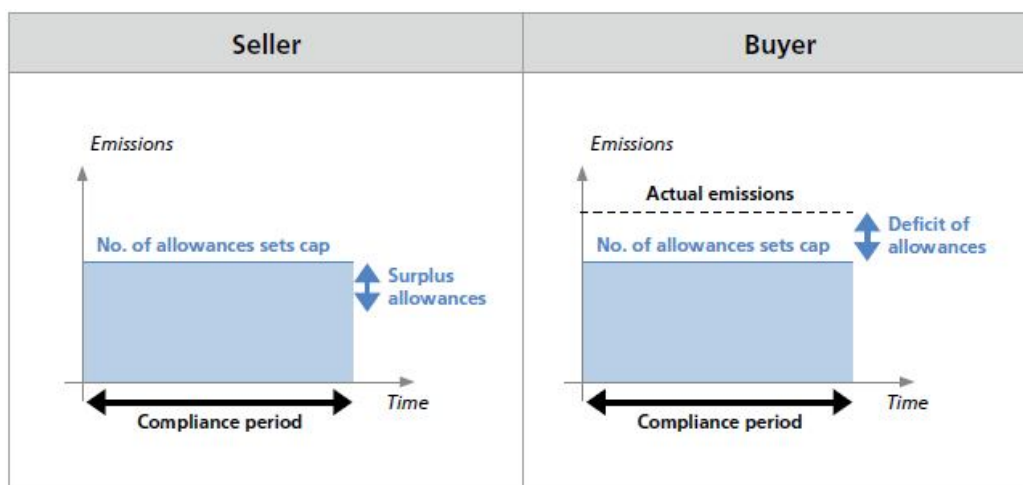 Seller
Buyer
Emissions
No. of allowances sets cap
Surplus
allowances
Time
Compliance period
Emissions
Actual emissions
No. of allowances sets cap
Deficit of
allowances
Time
Compliance period